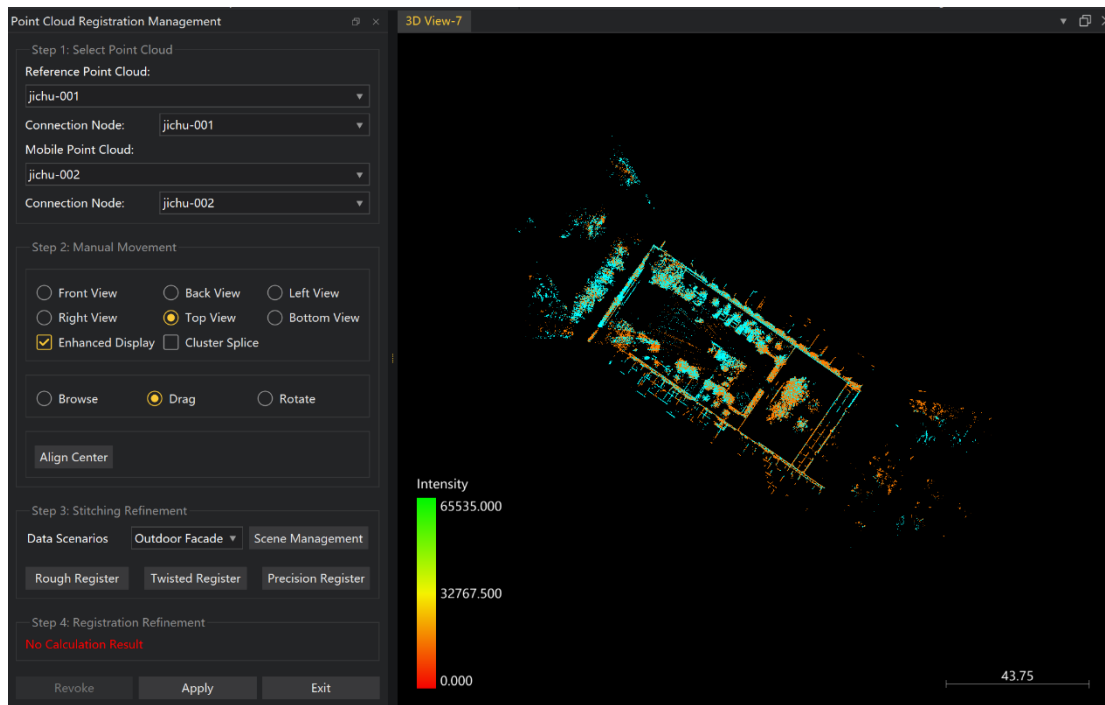 Point Cloud Registration Management
3D View-7
Step 1: Select Point Cloud
Reference Point Cloud:
jichu-001
Connection Node: jichu-001
Mobile Point Cloud:
jichu-002
Connection Node: jichu-002
Step 2: Manual Movement
Front View Back View Left View
Right View Top View Bottom View
Enhanced Display Cluster Splice
Browse Drag Rotate
Align Center
Step 3: Stitching Refinement
Data Scenarios Outdoor Facade Scene Management
Rough Register Twisted Register Precision Register
Step 4: Registration Refinement
No Calculation Result
Revoke Apply Exit
Intensity
65535.000
32767.500
0.000
43.75